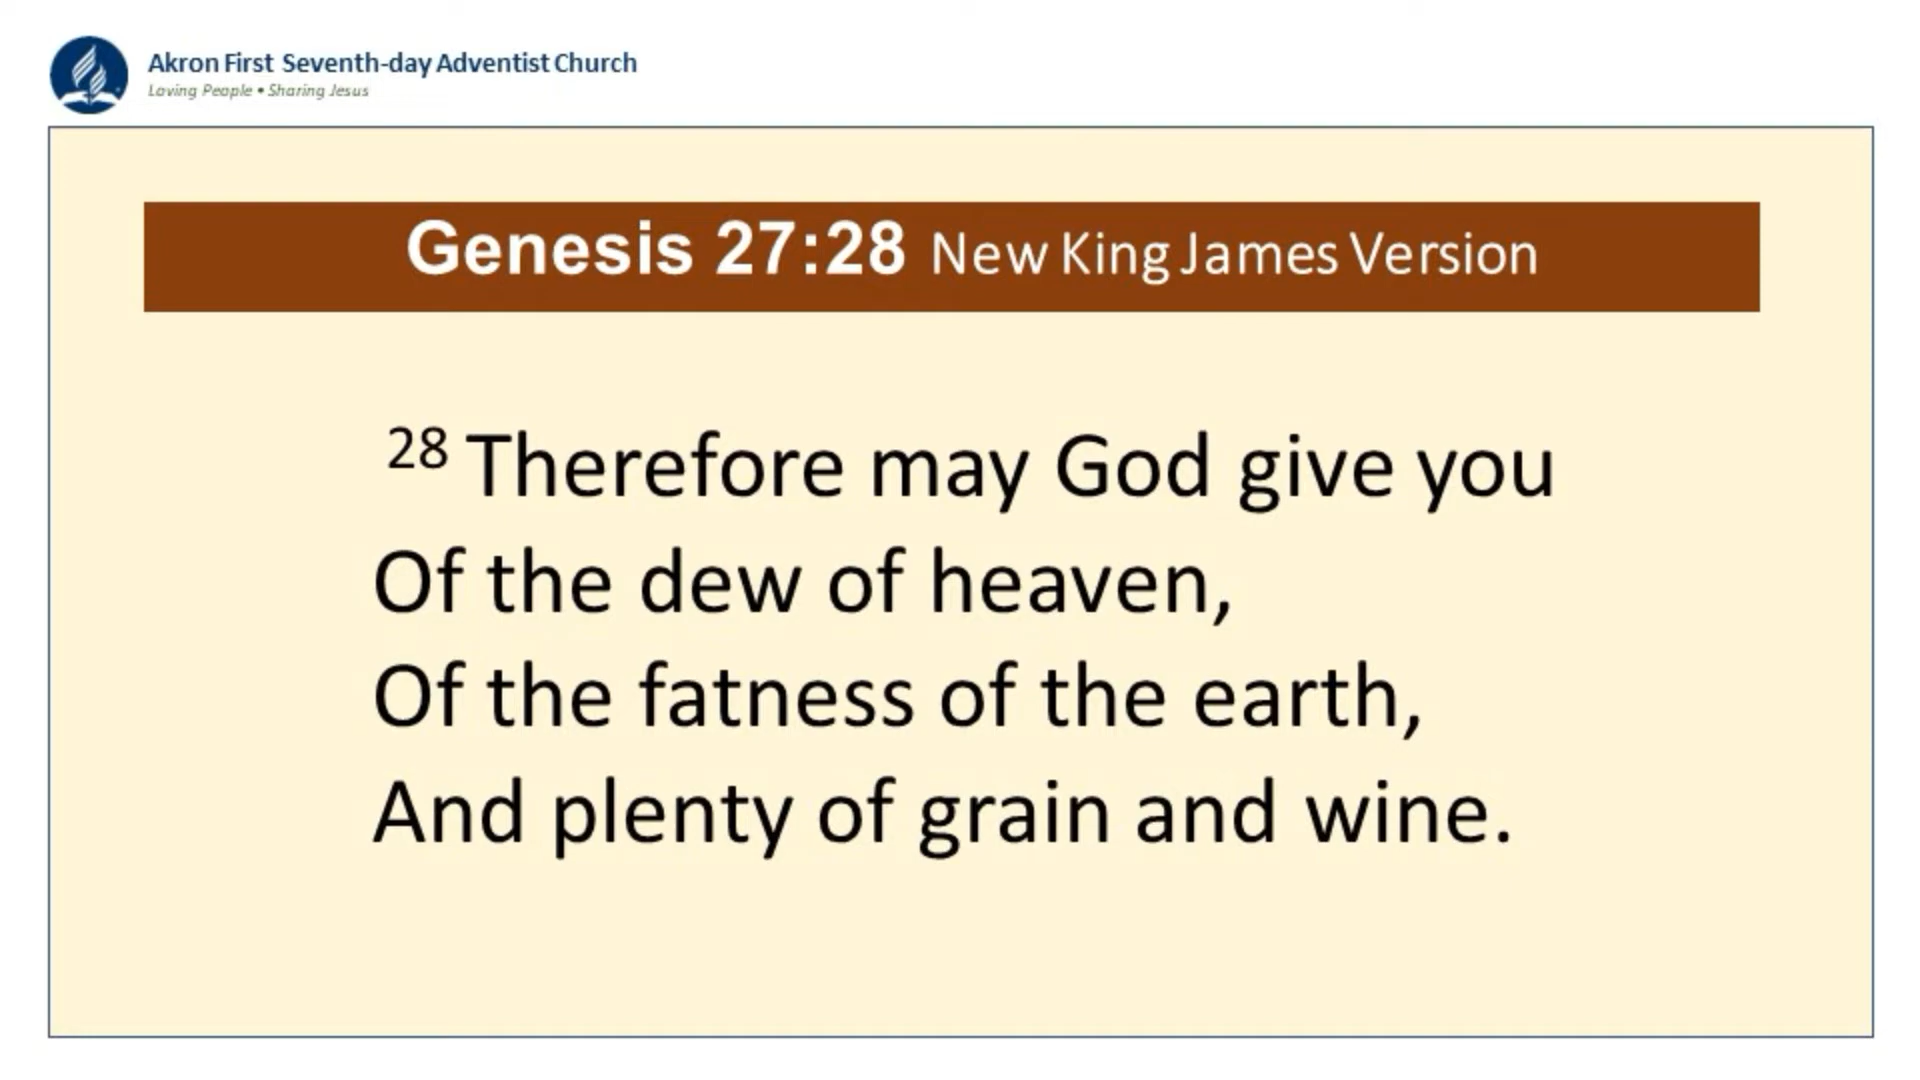 Akron First Seventh-day Adventist Church
Loving People • Sharing Jesus
Genesis 27:28 New King James Version
28 Therefore may God give you
Of the dew of heaven,
Of the fatness of the earth,
And plenty of grain and wine.